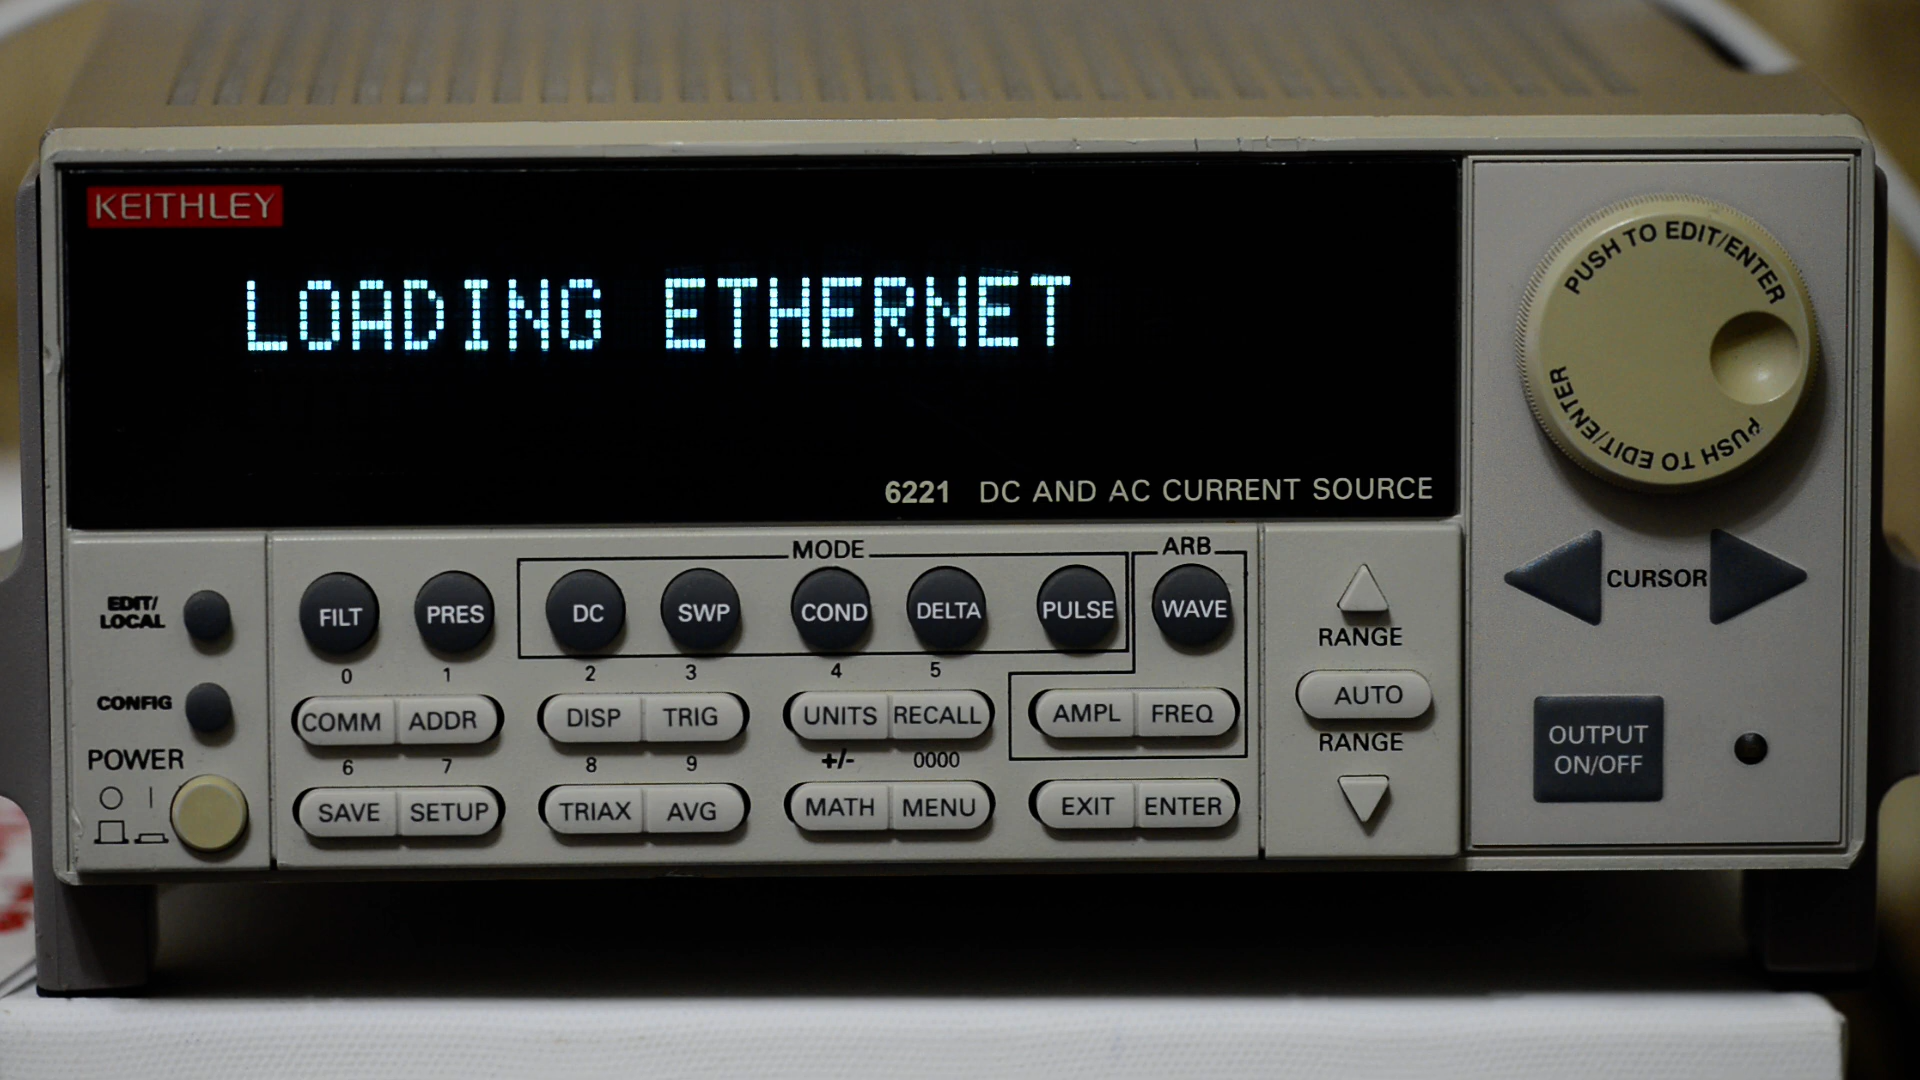 KEITHLEY
LOADING ETHERNET
6221 DC AND AC CURRENT SOURCE
PUSH TO EDIT/ENTER
PUSH TO EDIT/ENTER
CURSOR
OUTPUT
ON/OFF
MODE
ARB
EDIT/
LOCAL
FILT PRES DC SWP COND DELTA PULSE WAVE
RANGE
0 1 2 3 4 5
CONFIG
COMM ADDR DISP TRIG UNITS RECALL AMPL FREQ
AUTO
RANGE
POWER
6 7 8 9 +/- 0000
SAVE SETUP TRIAX AVG MATH MENU EXIT ENTER